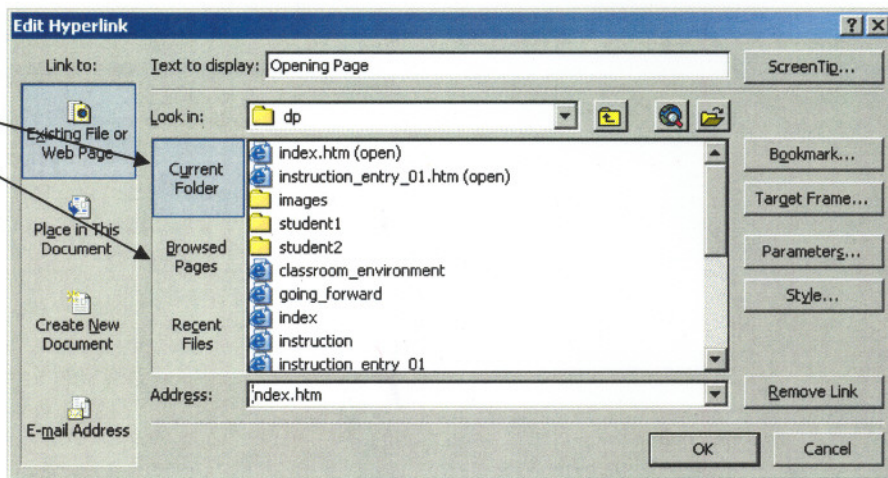 Edit Hyperlink
Link to:
Text to display: Opening Page
ScreenTip...
Existing File or
Web Page
Look in: dp
Current
Folder
index.htm (open)
instruction_entry_01.htm (open)
images
student1
student2
classroom_environment
going_forward
index
instruction
instruction_entry_01
Bookmark...
Target Frame...
Parameters...
Style...
Place in This
Document
Browsed
Pages
Create New
Document
Recent
Files
E-mail Address
Address: ndex.htm
Remove Link
OK
Cancel